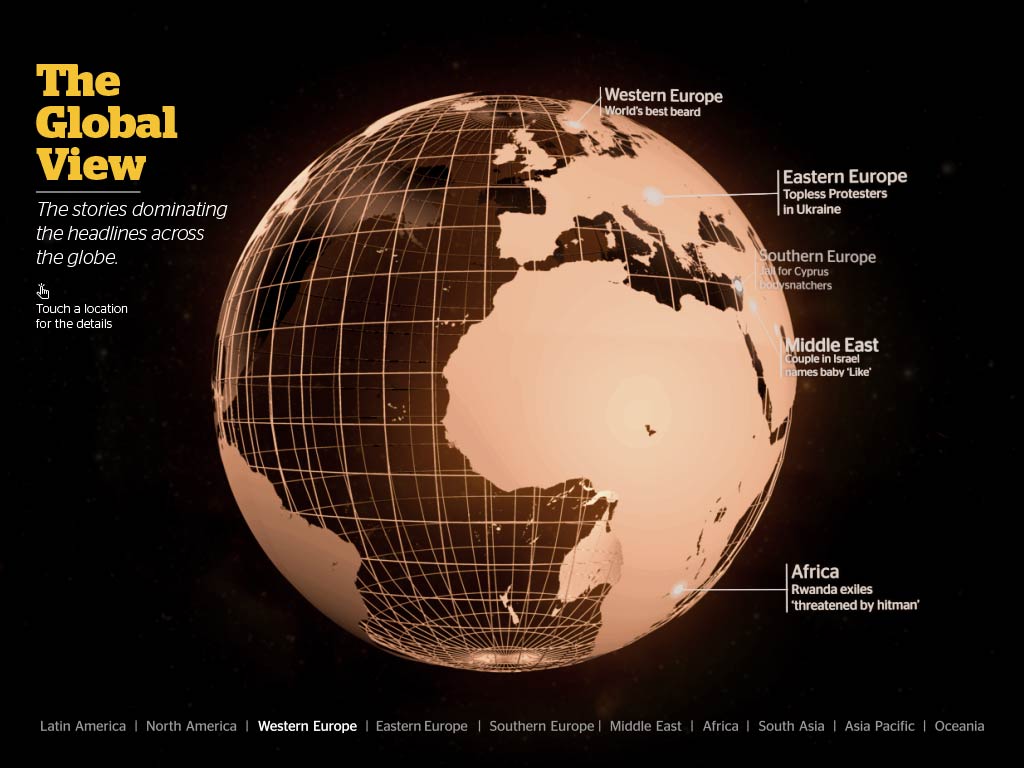 The
Global
View
The stories dominating
the headlines across
the globe.
Touch a location
for the details
Western Europe
World's best beard
Eastern Europe
Topless Protesters
in Ukraine
Southern Europe
Jail for Cyprus
bodysnatchers
Middle East
Couple in Israel
names baby 'Like'
Africa
Rwanda exiles
'threatened by hitman'
Latin America | North America | Western Europe | Eastern Europe | Southern Europe | Middle East | Africa | South Asia | Asia Pacific | Oceania